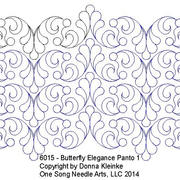 6015 - Butterfly Elegance Panto 1
Copyright by Donna Kleinke
One Song Needle Arts, LLC 2014